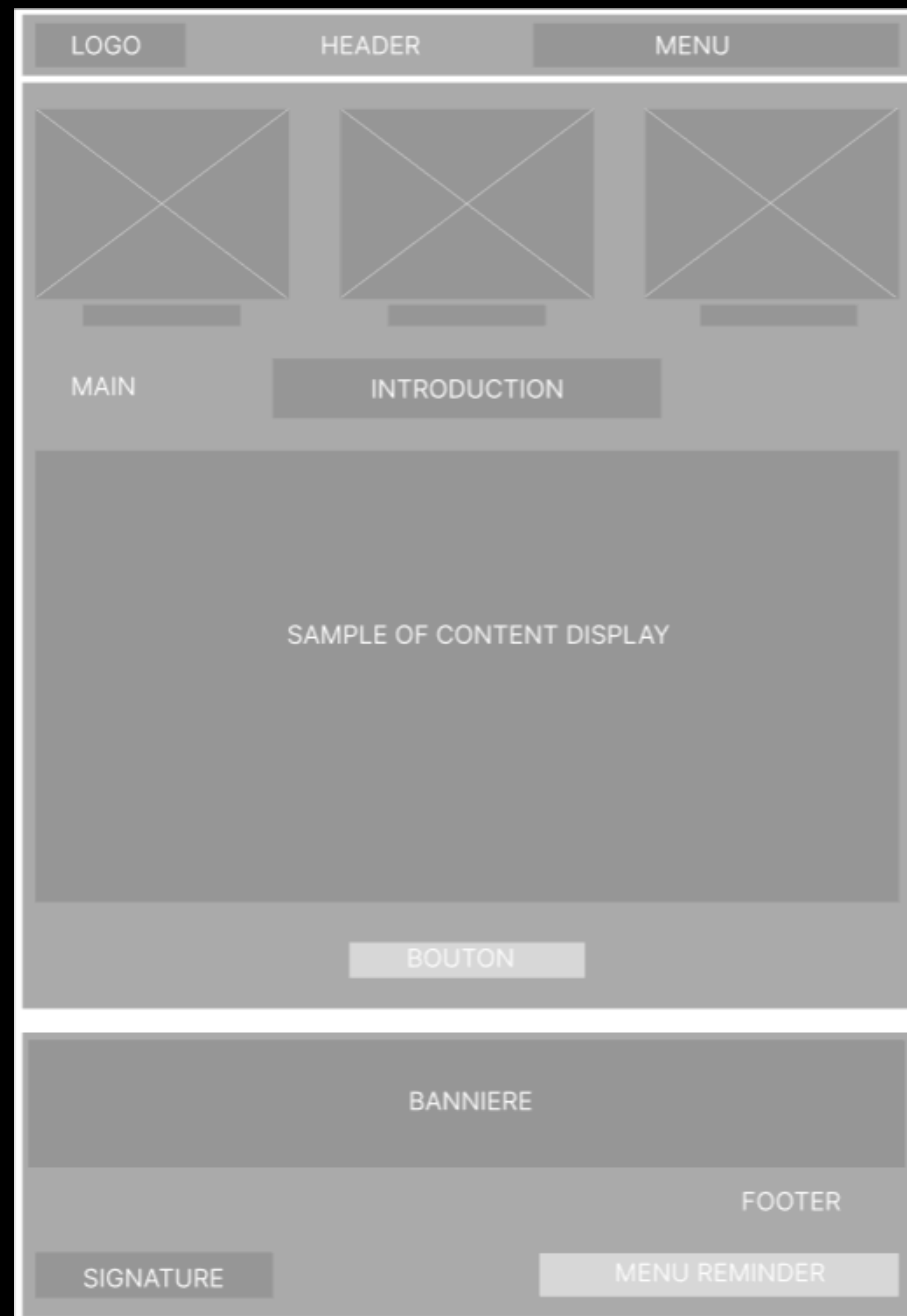 LOGO HEADER MENU
MAIN
INTRODUCTION
SAMPLE OF CONTENT DISPLAY
BOUTON
BANNIERE
FOOTER
SIGNATURE
MENU REMINDER